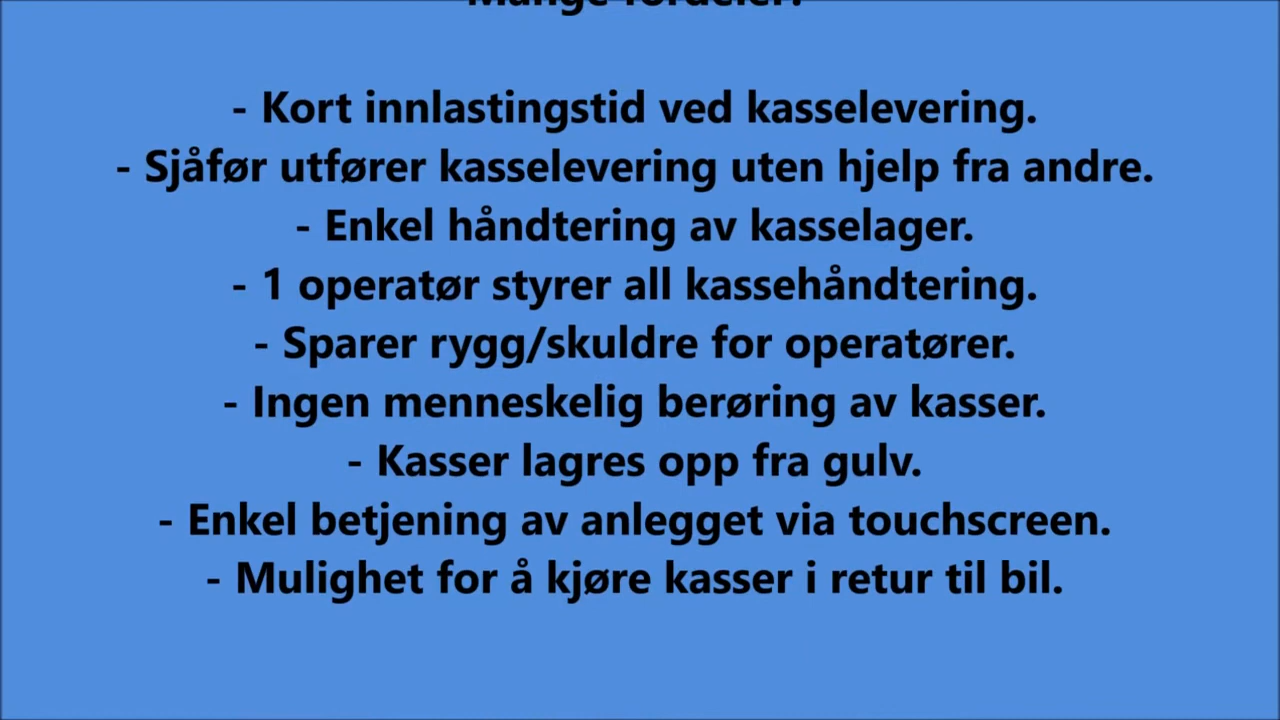 Mange fordeler:
- Kort innlastingstid ved kasselevering.
- Sjåfør utfører kasselevering uten hjelp fra andre.
- Enkel håndtering av kasselager.
- 1 operatør styrer all kassehåndtering.
- Sparer rygg/skuldre for operatører.
- Ingen menneskelig berøring av kasser.
- Kasser lagres opp fra gulv.
- Enkel betjening av anlegget via touchscreen.
- Mulighet for å kjøre kasser i retur til bil.